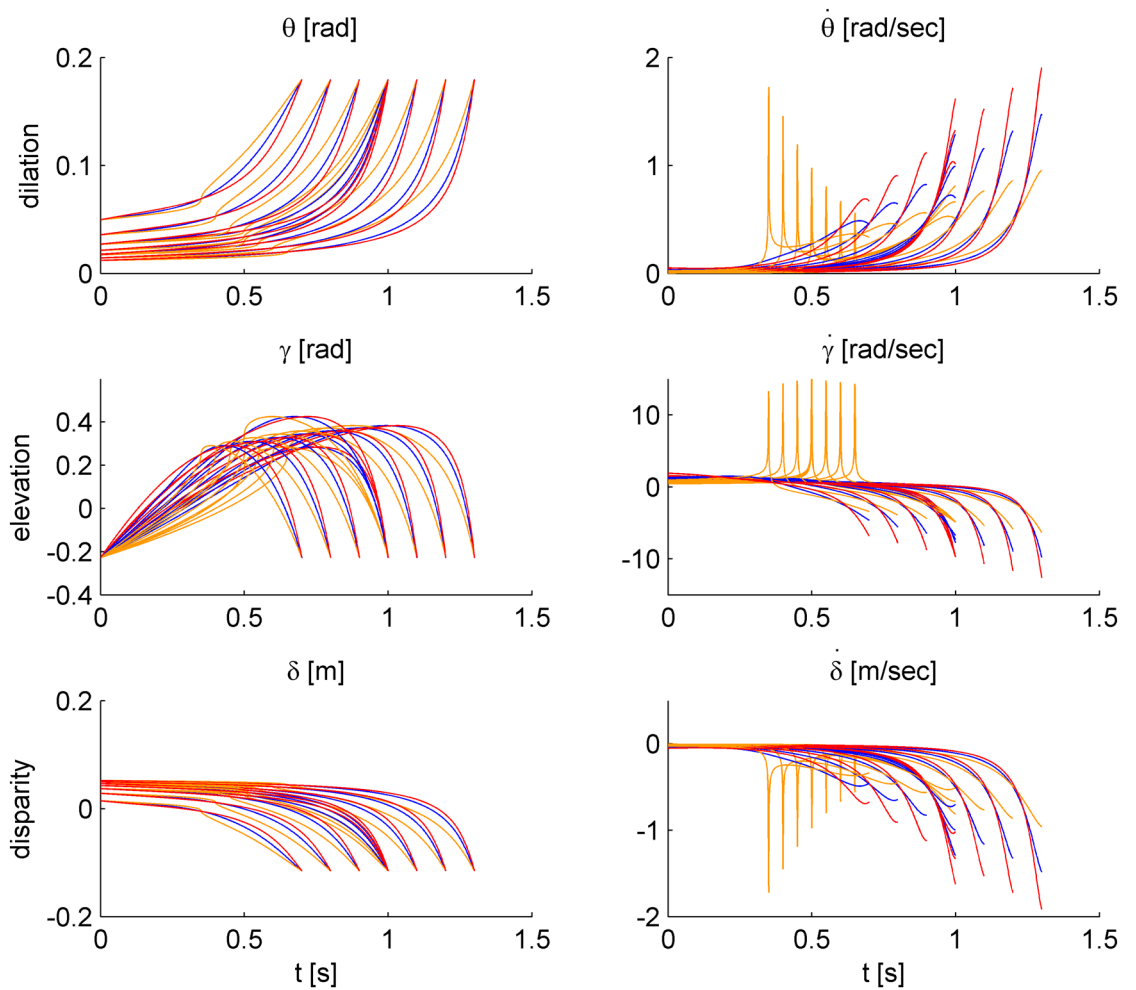 θ [rad]
0.2
0.1
0
dilation
0 0.5 1 1.5
θ̇ [rad/sec]
2
1
0
0 0.5 1 1.5
γ [rad]
0.4
0.2
0
-0.2
-0.4
elevation
0 0.5 1 1.5
γ̇ [rad/sec]
10
0
-10
0 0.5 1 1.5
δ [m]
0.2
0
-0.2
disparity
0 0.5 1 1.5
t [s]
δ̇ [m/sec]
0
-1
-2
0 0.5 1 1.5
t [s]